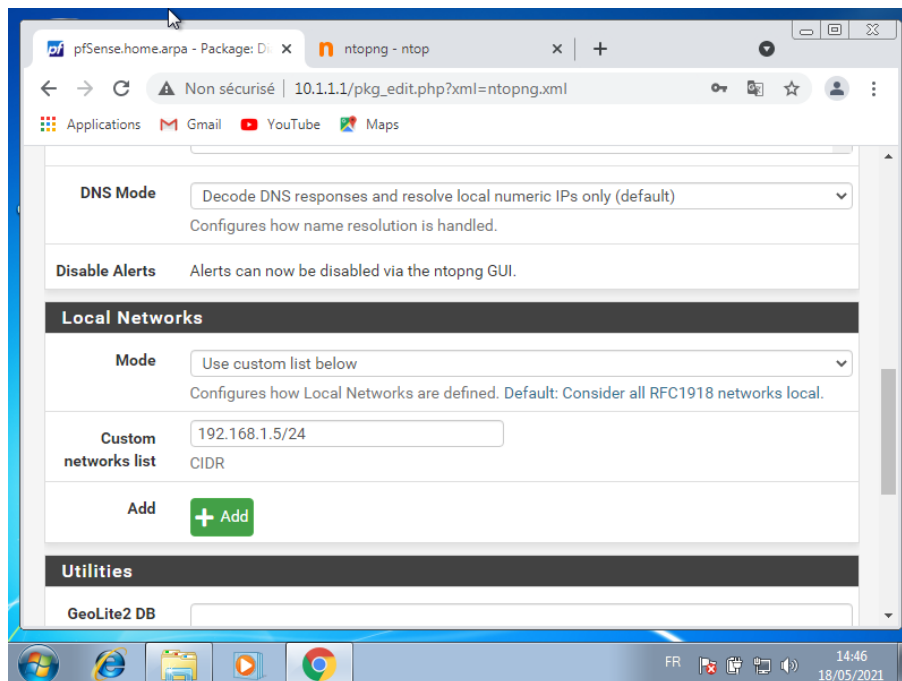 pfSense.home.arpa - Package: Di
ntopng - ntop
Non sécurisé
10.1.1.1/pkg_edit.php?xml=ntopng.xml
Applications
Gmail
YouTube
Maps
DNS Mode
Decode DNS responses and resolve local numeric IPs only (default)
Configures how name resolution is handled.
Disable Alerts
Alerts can now be disabled via the ntopng GUI.
Local Networks
Mode
Use custom list below
Configures how Local Networks are defined. Default: Consider all RFC1918 networks local.
Custom
networks list
192.168.1.5/24
CIDR
Add
Add
Utilities
GeoLite2 DB
FR
14:46
18/05/2021